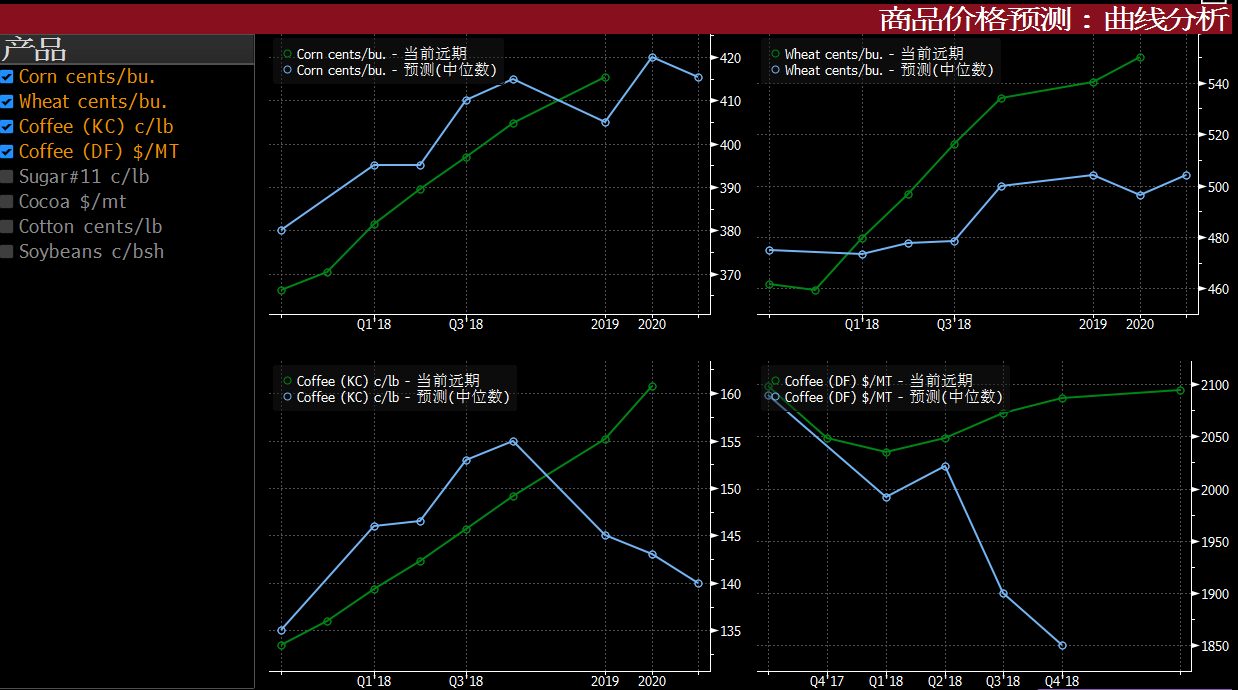 商品价格预测：曲线分析
产品
Corn cents/bu.
Wheat cents/bu.
Coffee (KC) c/lb
Coffee (DF) $/MT
Sugar#11 c/lb
Cocoa $/mt
Cotton cents/lb
Soybeans c/bsh
Corn cents/bu. - 当前远期
Corn cents/bu. - 预测(中位数)
420
410
400
390
380
370
Q1'18 Q3'18 2019 2020
Wheat cents/bu. - 当前远期
Wheat cents/bu. - 预测(中位数)
540
520
500
480
460
Q1'18 Q3'18 2019 2020
Coffee (KC) c/lb - 当前远期
Coffee (KC) c/lb - 预测(中位数)
160
155
150
145
140
135
Q1'18 Q3'18 2019 2020
Coffee (DF) $/MT - 当前远期
Coffee (DF) $/MT - 预测(中位数)
2100
2050
2000
1950
1900
1850
Q4'17 Q1'18 Q2'18 Q3'18 Q4'18